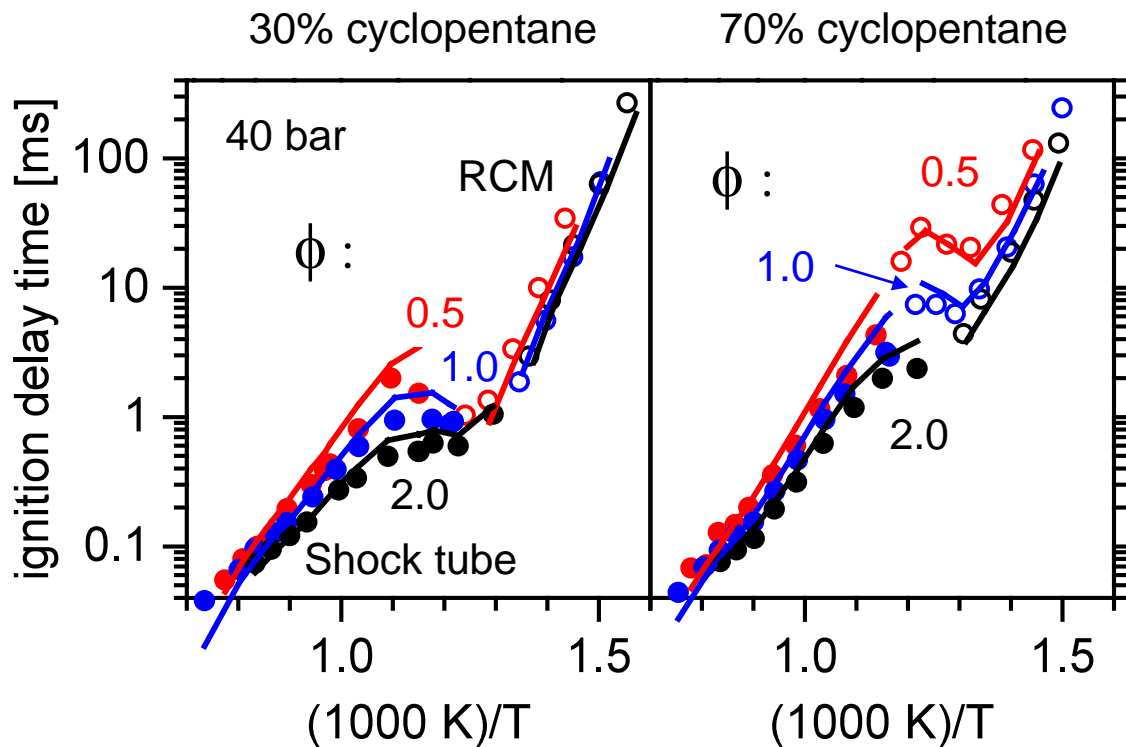 30% cyclopentane
70% cyclopentane
ignition delay time [ms]
100
10
1
0.1
40 bar
RCM
ϕ :
0.5
1.0
2.0
Shock tube
ϕ :
0.5
1.0
2.0
1.0
1.5
1.0
1.5
(1000 K)/T
(1000 K)/T